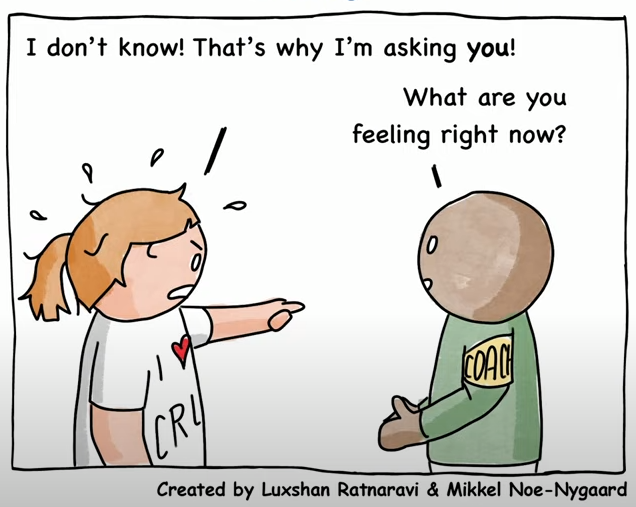 I don't know! That's why I'm asking you!
What are you
feeling right now?
I ♥
CRL
COACH
Created by Luxshan Ratnaravi & Mikkel Noe-Nygaard